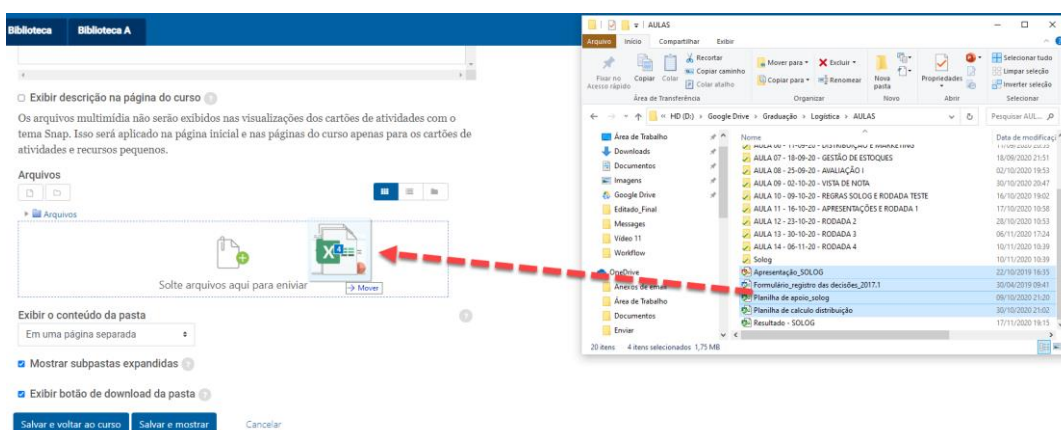 Biblioteca Biblioteca A
Exibir descrição na página do curso
Os arquivos multimídia não serão exibidos nas visualizações dos cartões de atividades com o
tema Snap. Isso será aplicado na página inicial e nas páginas do curso apenas para os cartões de
atividades e recursos pequenos.
Arquivos
Arquivos
4
Solte arquivos aqui para enviar
→ Mover
Exibir o conteúdo da pasta
Em uma página separada
Mostrar subpastas expandidas
Exibir botão de download da pasta
Salvar e voltar ao curso Salvar e mostrar Cancelar
AULAS
Arquivo Início Compartilhar Exibir
Fixar no
Acesso rápido
Copiar
Colar
Recortar
Copiar caminho
Colar atalho
Mover para
Copiar para
Excluir
Renomear
Nova
pasta
Propriedades
Selecionar tudo
Limpar seleção
Inverter seleção
Área de Transferência Organizar Novo Abrir Selecionar
« HD (D:) > Google Drive > Graduação > Logística > AULAS
Pesquisar AUL...
Área de Trabalho
Downloads
Documentos
Imagens
Google Drive
Editado_Final
Messages
Vídeo 11
Workflow
OneDrive
Anexos de email
Área de Trabalho
Documentos
Enviar
Nome Data de modificaç
AULA 06 - 11-09-20 - DISTRIBUIÇÃO E MARKETING
AULA 07 - 18-09-20 - GESTÃO DE ESTOQUES 18/09/2020 21:51
AULA 08 - 25-09-20 - AVALIAÇÃO I 02/10/2020 19:53
AULA 09 - 02-10-20 - VISTA DE NOTA 30/10/2020 20:47
AULA 10 - 09-10-20 - REGRAS SOLOG E RODADA TESTE 16/10/2020 19:02
AULA 11 - 16-10-20 - APRESENTAÇÕES E RODADA 1 17/10/2020 10:58
AULA 12 - 23-10-20 - RODADA 2 28/10/2020 10:53
AULA 13 - 30-10-20 - RODADA 3 06/11/2020 17:24
AULA 14 - 06-11-20 - RODADA 4 10/11/2020 10:39
Solog 10/11/2020 10:39
Apresentação_SOLOG 22/10/2019 16:35
Formulário_registro das decisões_2017.1 30/04/2019 09:41
Planilha de apoio_solog 09/10/2020 21:20
Planilha de calculo distribuição 30/10/2020 21:02
Resultado - SOLOG 17/11/2020 19:15
20 itens 4 itens selecionados 1,75 MB